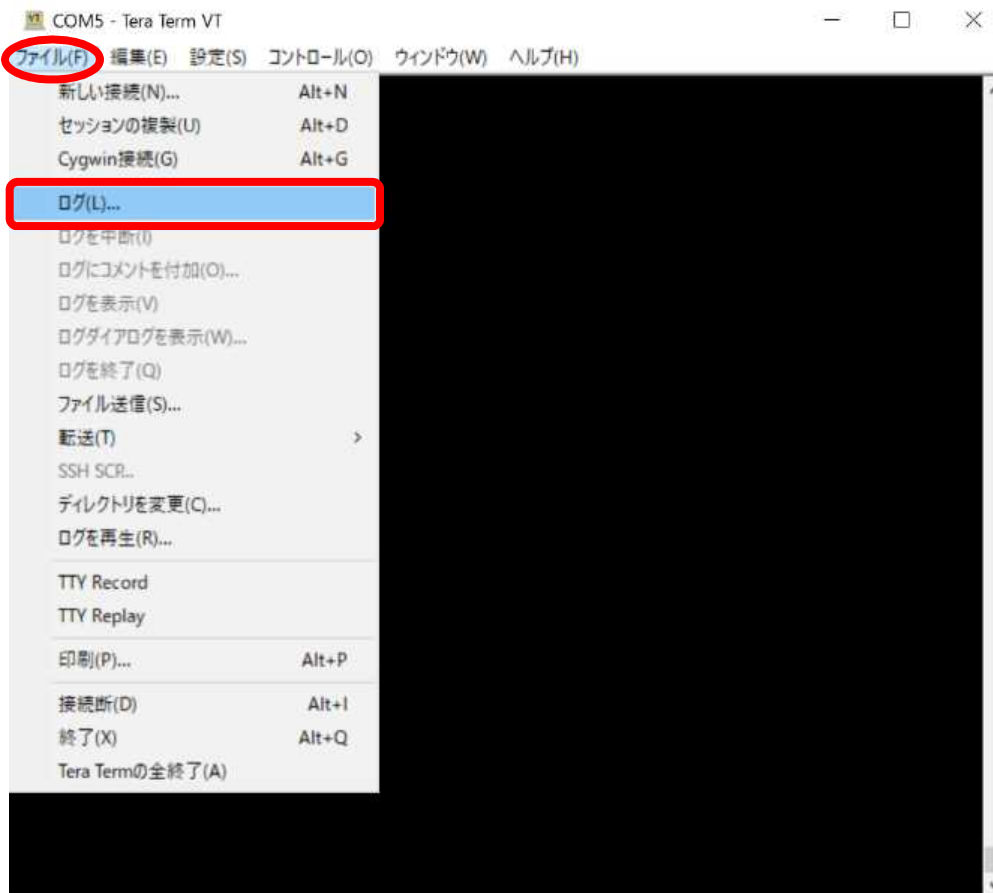 COM5 - Tera Term VT
ファイル(F) 編集(E) 設定(S) コントロール(O) ウィンドウ(W) ヘルプ(H)
新しい接続(N)... Alt+N
セッションの複製(U) Alt+D
Cygwin接続(G) Alt+G
ログ(L)...
ログを中断(I)
ログにコメントを付加(O)...
ログを表示(V)
ログダイアログを表示(W)...
ログを終了(Q)
ファイル送信(S)...
転送(T) >
SSH SCP...
ディレクトリを変更(C)...
ログを再生(R)...
TTY Record
TTY Replay
印刷(P)... Alt+P
接続断(D) Alt+I
終了(X) Alt+Q
Tera Termの全終了(A)